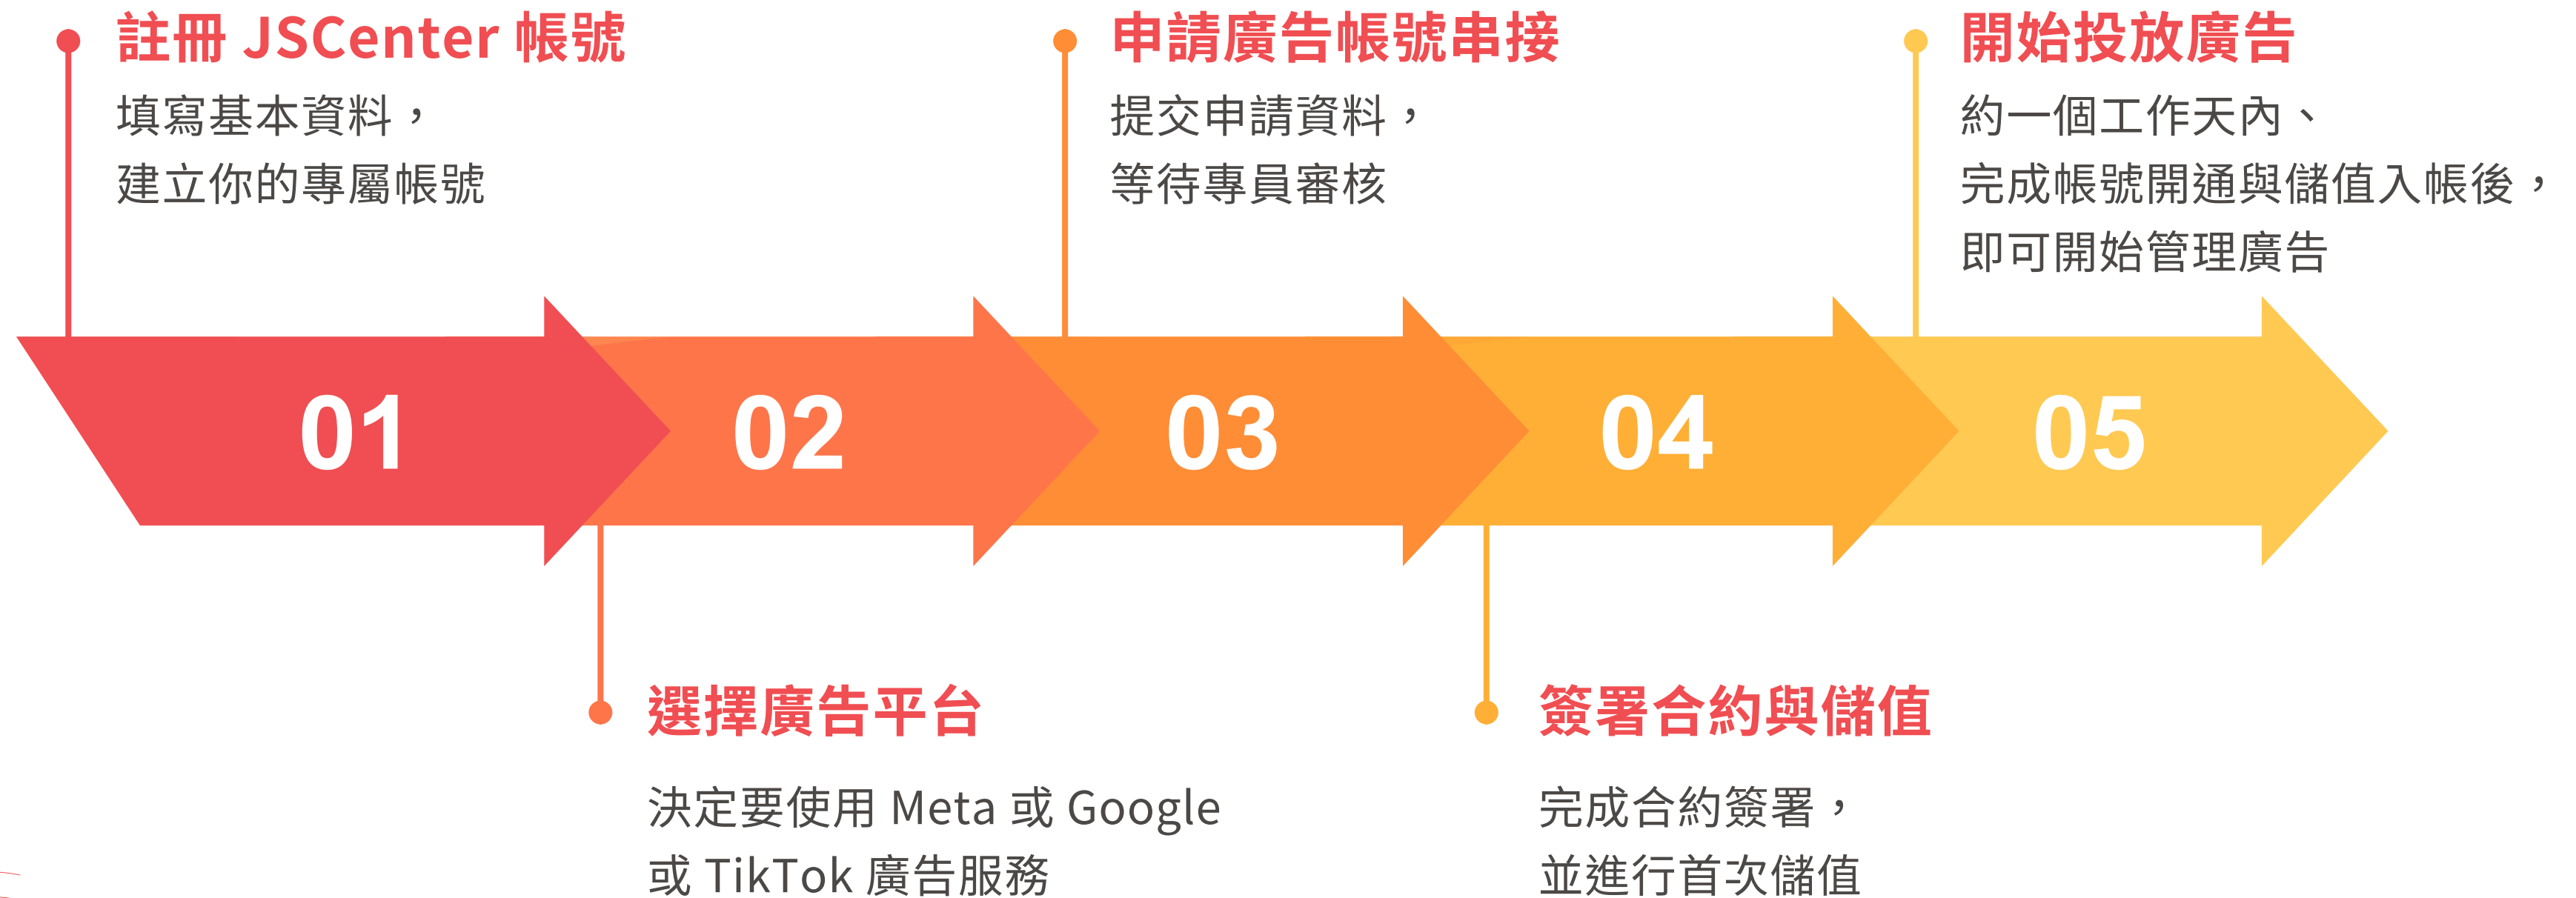 註冊 JSCenter 帳號
填寫基本資料，
建立你的專屬帳號
申請廣告帳號串接
提交申請資料，
等待專員審核
開始投放廣告
約一個工作天內、
完成帳號開通與儲值入帳後，
即可開始管理廣告
01
02
03
04
05
選擇廣告平台
決定要使用 Meta 或 Google
或 TikTok 廣告服務
簽署合約與儲值
完成合約簽署，
並進行首次儲值